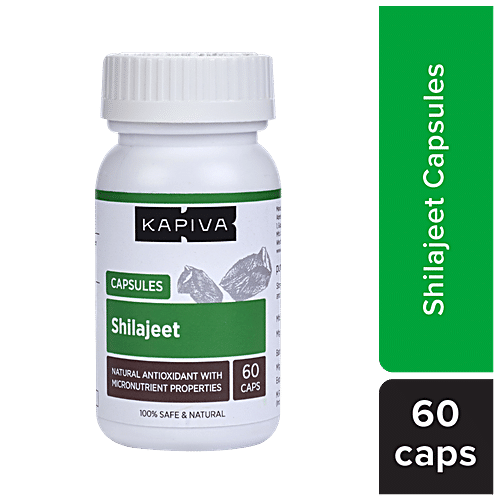 KAPIVA
CAPSULES
Shilajeet
NATURAL ANTIOXIDANT WITH
MICRONUTRIENT PROPERTIES
60
CAPS
100% SAFE & NATURAL
Shilajeet Capsules
60
caps